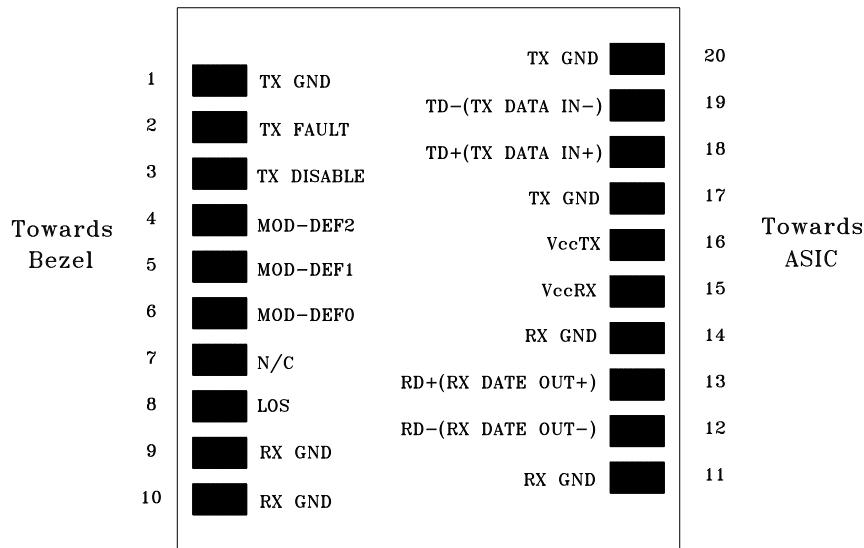 1 TX GND
2 TX FAULT
3 TX DISABLE
4 MOD-DEF2
5 MOD-DEF1
6 MOD-DEF0
7 N/C
8 LOS
9 RX GND
10 RX GND
Towards
Bezel
TX GND 20
TD-(TX DATA IN-) 19
TD+(TX DATA IN+) 18
TX GND 17
VccTX 16
VccRX 15
RX GND 14
RD+(RX DATE OUT+) 13
RD-(RX DATE OUT-) 12
RX GND 11
Towards
ASIC